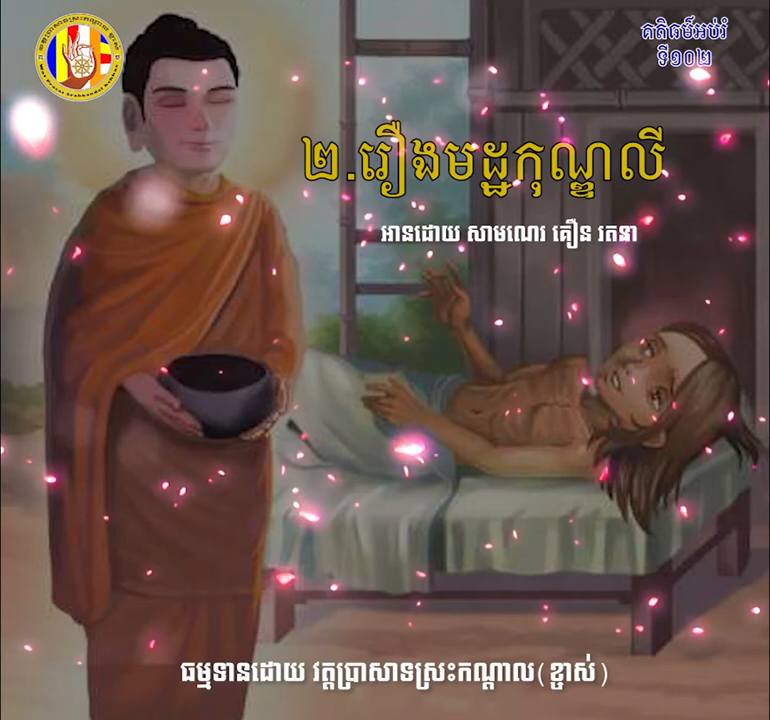 គតិធម៌អប់រំ
ទី១០២
២.រឿងមដ្ឋកុណ្ឌលី
អានដោយ សាមណេរ គឿន រតនា
ធម្មទានដោយ វត្តប្រាសាទស្រះកណ្តាល(ខ្ចាស់)